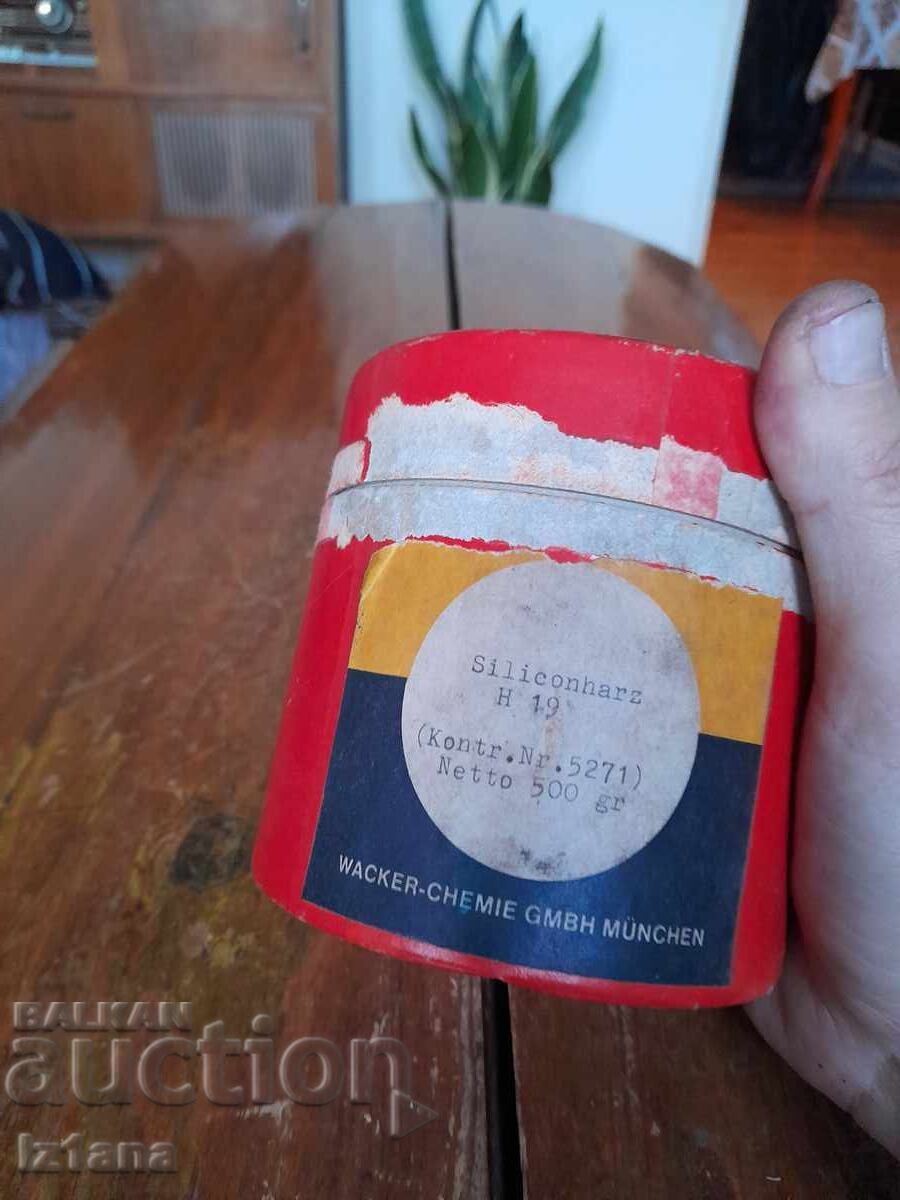 Siliconharz
H 19
(Kontr.Nr.5271)
Netto 500 gr
WACKER-CHEMIE GMBH MÜNCHEN
BALKAN
auction
iz1ana